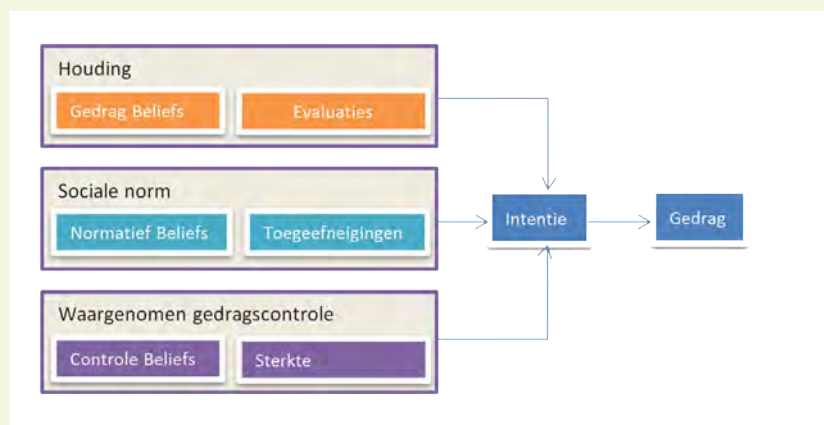 Houding
Gedrag Beliefs
Evaluaties
Sociale norm
Normatief Beliefs
Toegeefneigingen
Intentie
Gedrag
Waargenomen gedragscontrole
Controle Beliefs
Sterkte